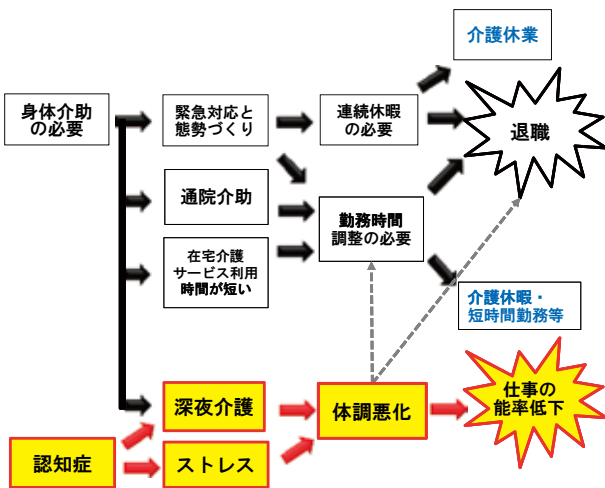 介護休業
身体介助
の必要
緊急対応と
態勢づくり
連続休暇
の必要
退職
通院介助
勤務時間
調整の必要
在宅介護
サービス利用
時間が短い
介護休暇・
短時間勤務等
深夜介護
体調悪化
仕事の
能率低下
認知症
ストレス